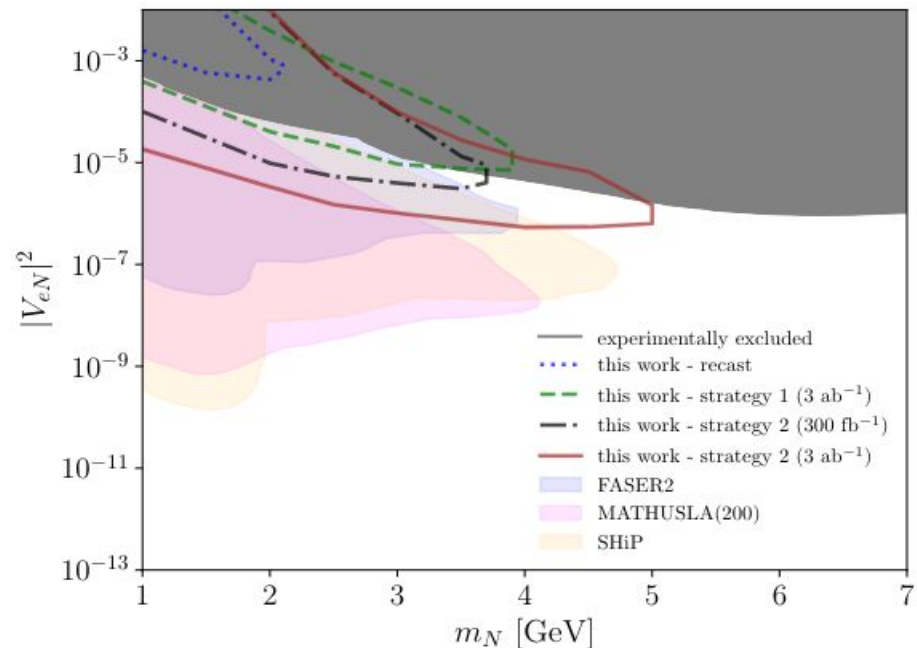 10⁻³
10⁻⁵
10⁻⁷
10⁻⁹
10⁻¹¹
10⁻¹³
|V_{eN}|²
experimentally excluded
this work - recast
this work - strategy 1 (3 ab⁻¹)
this work - strategy 2 (300 fb⁻¹)
this work - strategy 2 (3 ab⁻¹)
FASER2
MATHUSLA(200)
SHiP
1 2 3 4 5 6 7
m_N [GeV]